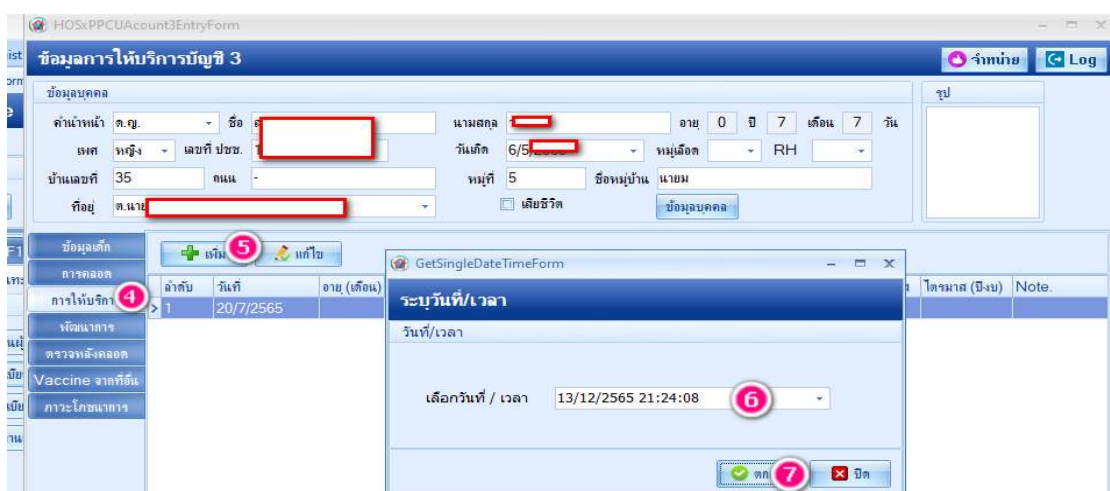 HOSxPPCUAcount3EntryForm
ist ข้อมูลการให้บริการบัญชี 3 จำหน่าย Log
ข้อมูลบุคคล รูป
คำนำหน้า ด.ญ. ชื่อ นามสกุล อายุ 0 ปี 7 เดือน 7 วัน
เพศ หญิง เลขที่ ปชช. วันเกิด 6/5/ หมู่เลือด RH
บ้านเลขที่ 35 ถนน - หมู่ที่ 5 ชื่อหมู่บ้าน นายม
ที่อยู่ ต.นาย เสียชีวิต ข้อมูลบุคคล
ข้อมูลเด็ก เพิ่ม 5 แก้ไข GetSingleDateTimeForm
การคลอด ลำดับ วันที่ อายุ (เดือน) ระบุวันที่/เวลา ไตรมาส (ปีงบ) Note.
การให้บริก 4 1 20/7/2565
พัฒนาการ วันที่/เวลา
ตรวจหลังคลอด
Vaccine จากที่อื่น เลือกวันที่ / เวลา 13/12/2565 21:24:08 6
ภาวะโภชนาการ
ตก 7 ปิด